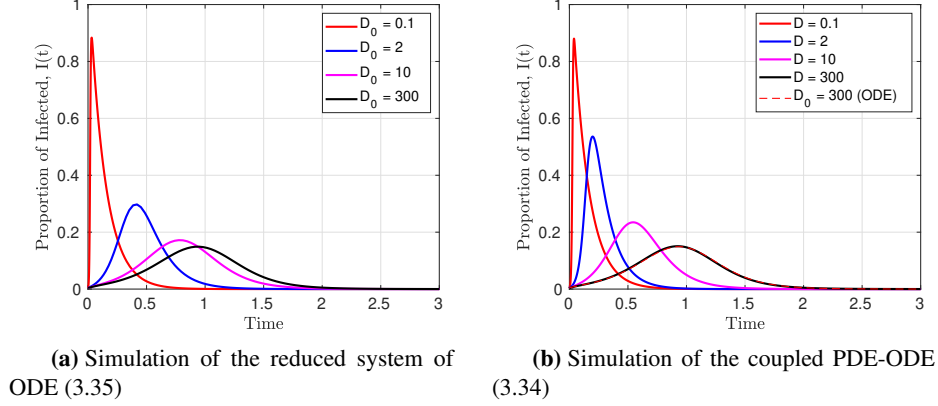 1
0.8
0.6
0.4
0.2
0
0 0.5 1 1.5 2 2.5 3
Proportion of Infected, I(t)
Time
D0 = 0.1
D0 = 2
D0 = 10
D0 = 300
(a) Simulation of the reduced system of
ODE (3.35)
1
0.8
0.6
0.4
0.2
0
0 0.5 1 1.5 2 2.5 3
Proportion of Infected, I(t)
Time
D = 0.1
D = 2
D = 10
D = 300
D0 = 300 (ODE)
(b) Simulation of the coupled PDE-ODE
(3.34)